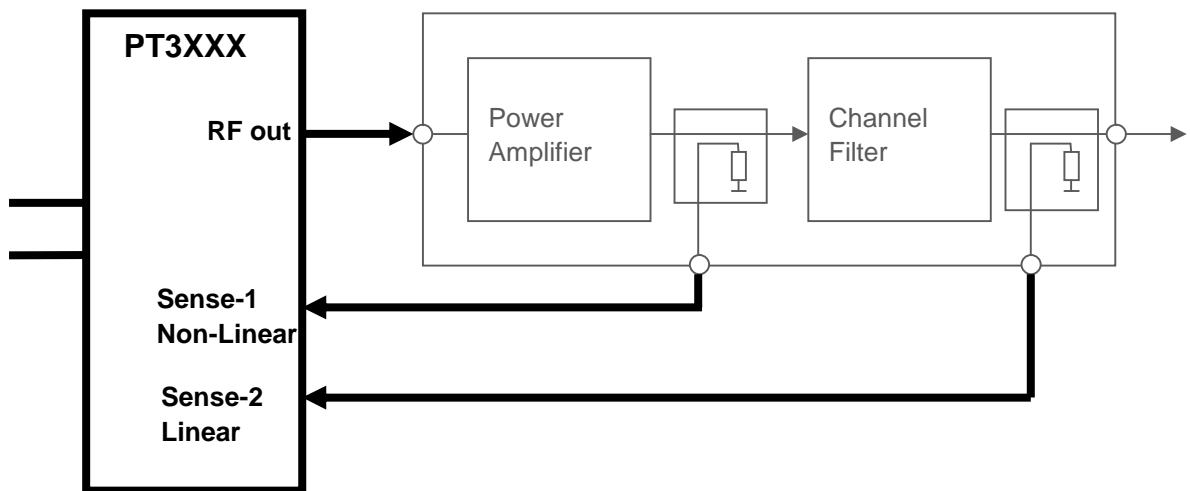 PT3XXX
RF out
Power
Amplifier
Channel
Filter
Sense-1
Non-Linear
Sense-2
Linear